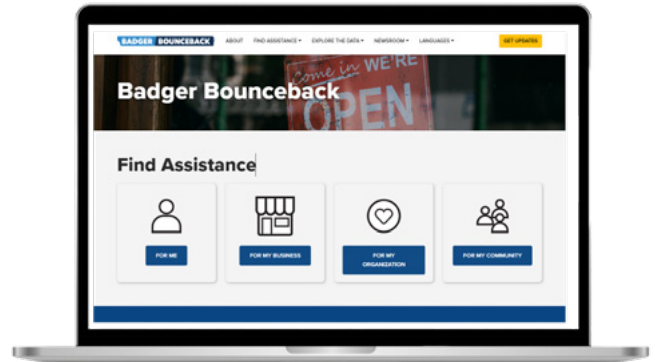 BADGER BOUNCEBACK ABOUT FIND ASSISTANCE EXPLORE THE DATA NEWSROOM LANGUAGES GET UPDATES
come in WE'RE
OPEN
Badger Bounceback
Find Assistance
FOR ME FOR MY BUSINESS FOR MY ORGANIZATION FOR MY COMMUNITY